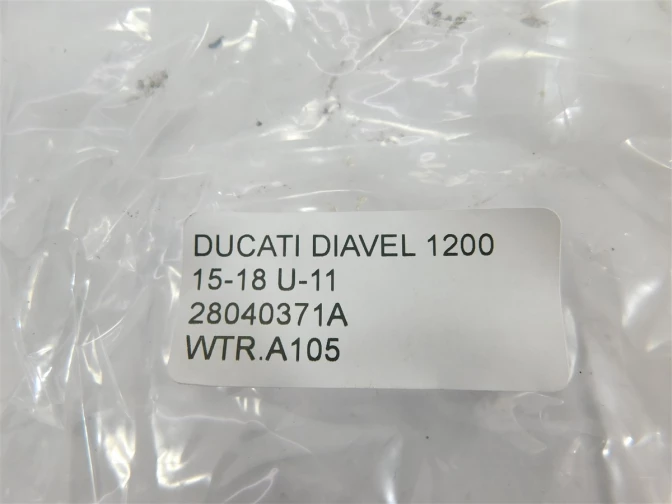 DUCATI DIAVEL 1200
15-18 U-11
28040371A
WTR.A105